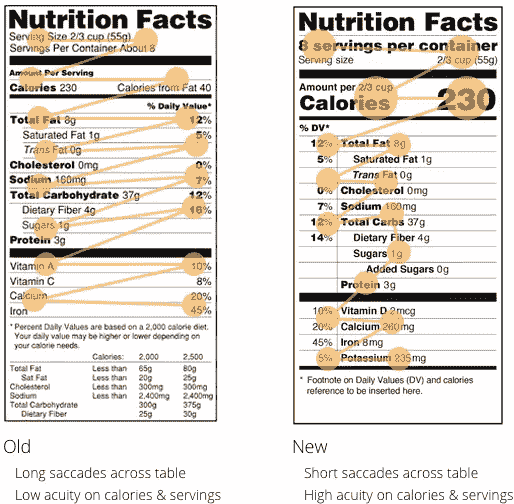 Nutrition Facts
Serving Size 2/3 cup (55g)
Servings Per Container About 8
Amount Per Serving
Calories 230 Calories from Fat 40
% Daily Value*
Total Fat 8g 12%
Saturated Fat 1g 5%
Trans Fat 0g
Cholesterol 0mg 0%
Sodium 160mg 7%
Total Carbohydrate 37g 12%
Dietary Fiber 4g 16%
Sugars 1g
Protein 3g
Vitamin A 10%
Vitamin C 8%
Calcium 20%
Iron 45%
* Percent Daily Values are based on a 2,000 calorie diet.
Your daily value may be higher or lower depending on
your calorie needs.
Calories: 2,000 2,500
Total Fat Less than 65g 80g
Sat Fat Less than 20g 25g
Cholesterol Less than 300mg 300mg
Sodium Less than 2,400mg 2,400mg
Total Carbohydrate 300g 375g
Dietary Fiber 25g 30g
Old
Long saccades across table
Low acuity on calories & servings
Nutrition Facts
8 servings per container
Serving size 2/3 cup (55g)
Amount per 2/3 cup
Calories 230
% DV*
12% Total Fat 8g
5% Saturated Fat 1g
Trans Fat 0g
0% Cholesterol 0mg
7% Sodium 160mg
12% Total Carbs 37g
14% Dietary Fiber 4g
Sugars 1g
Added Sugars 0g
Protein 3g
10% Vitamin D 2mcg
20% Calcium 260mg
45% Iron 8mg
5% Potassium 235mg
* Footnote on Daily Values (DV) and calories
reference to be inserted here.
New
Short saccades across table
High acuity on calories & servings